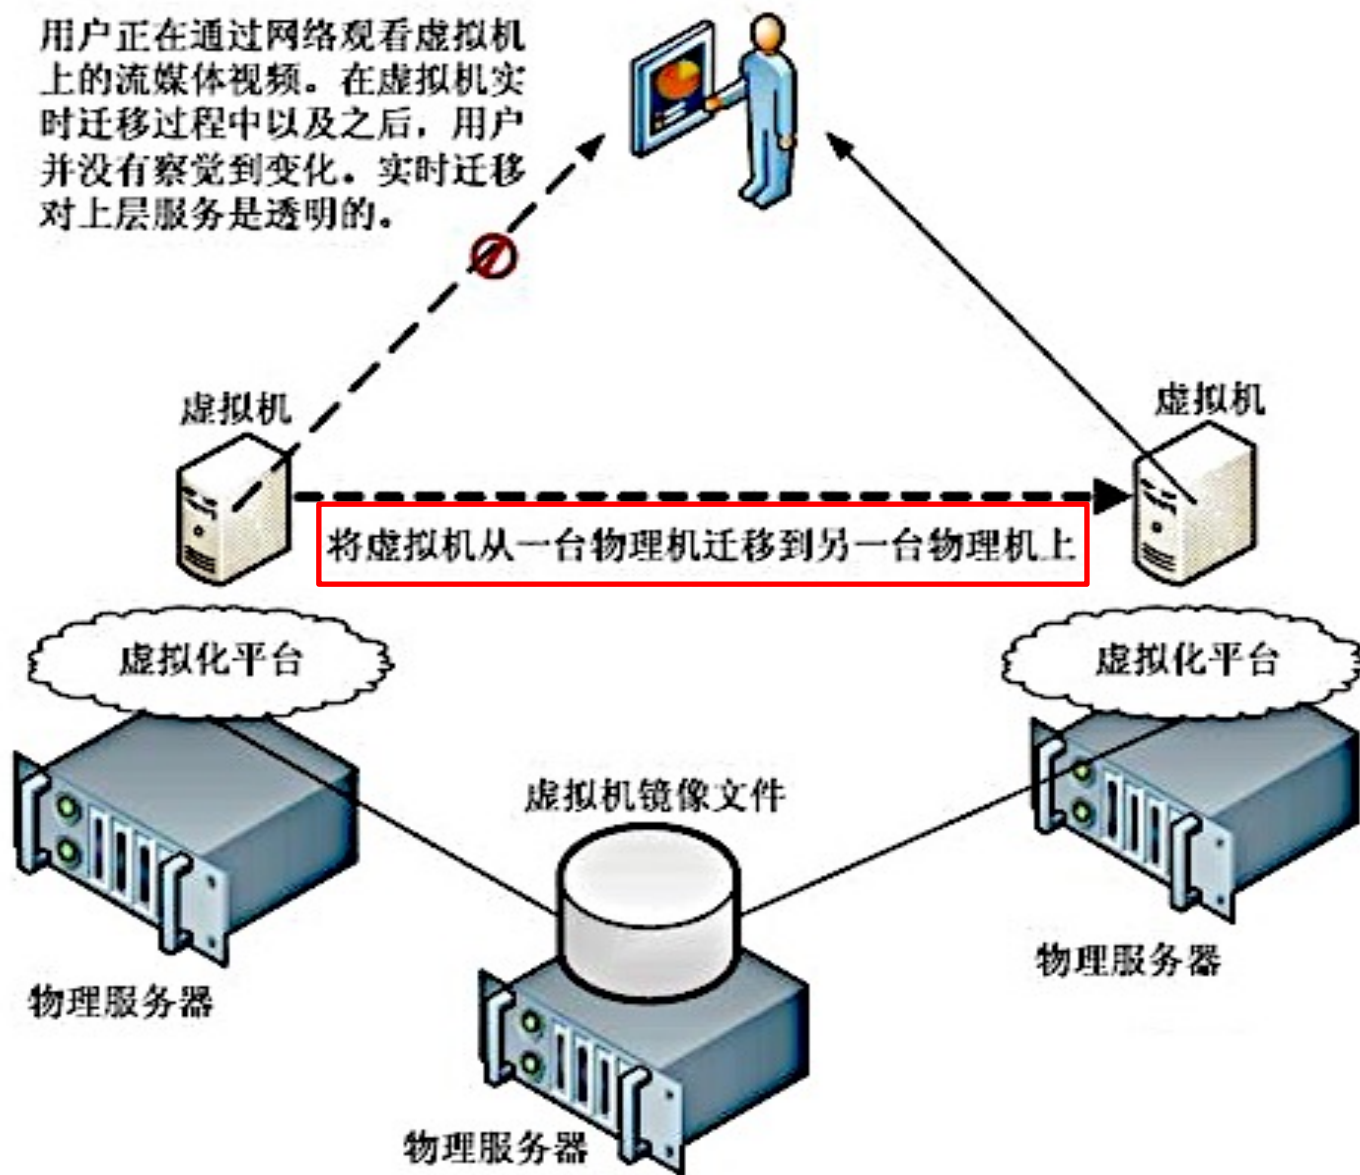 用户正在通过网络观看虚拟机
上的流媒体视频。在虚拟机实
时迁移过程中以及之后，用户
并没有察觉到变化。实时迁移
对上层服务是透明的。
虚拟机
虚拟机
将虚拟机从一台物理机迁移到另一台物理机上
虚拟化平台
虚拟化平台
虚拟机镜像文件
物理服务器
物理服务器
物理服务器